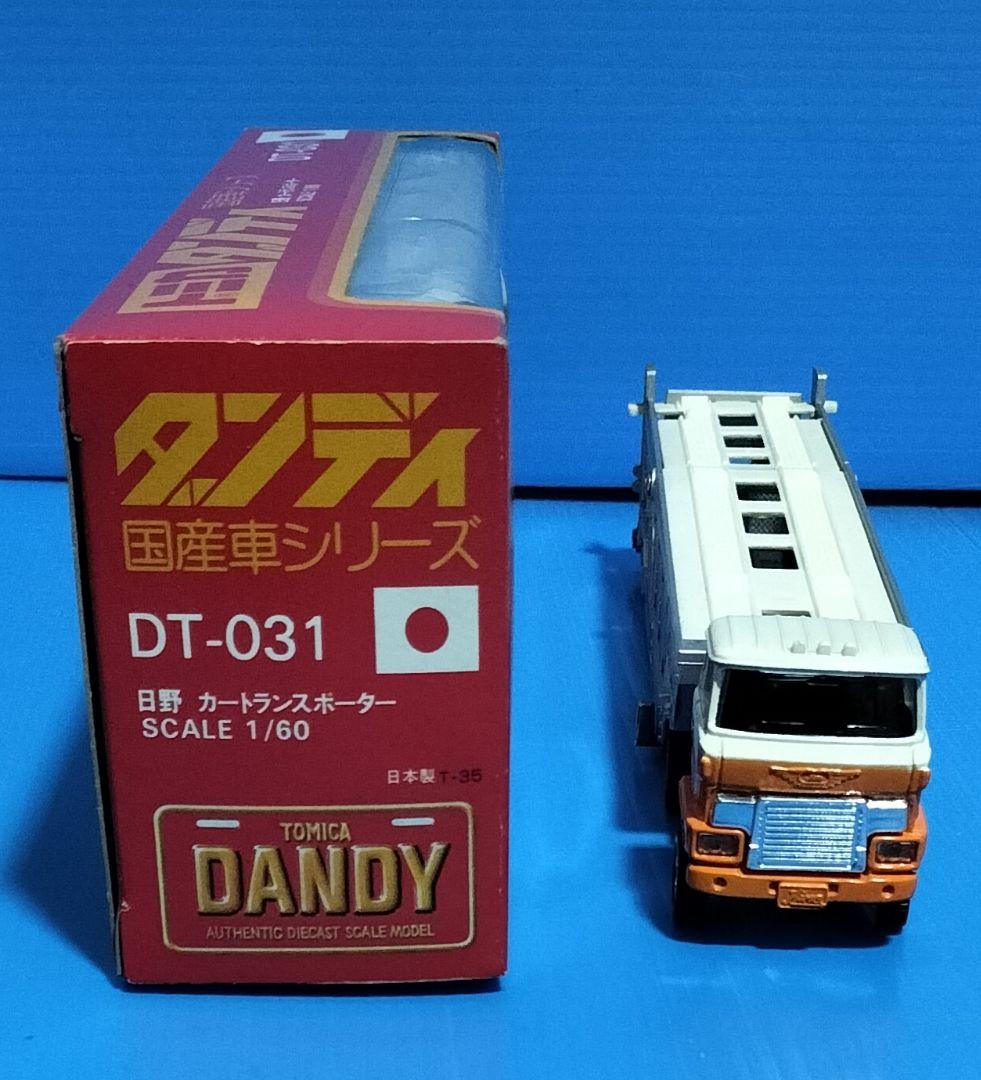 DT-031
ダンディ
国産車シリーズ
DT-031
日野 カートランスポーター
SCALE 1/60
日本製 T-35
TOMICA
DANDY
AUTHENTIC DIECAST SCALE MODEL